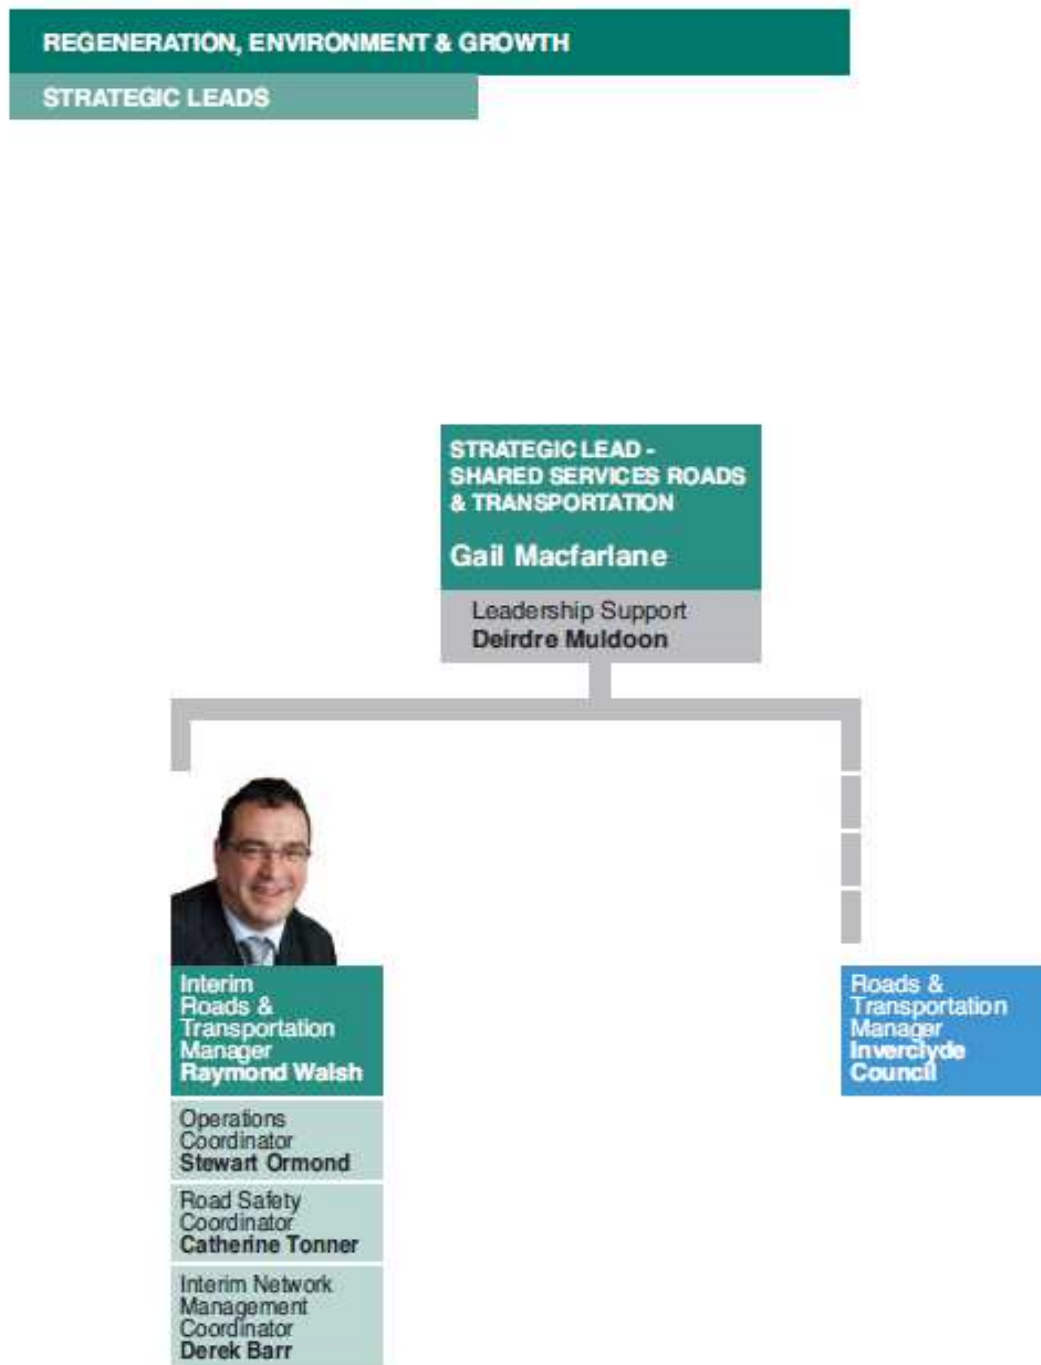 REGENERATION, ENVIRONMENT & GROWTH
STRATEGIC LEADS
STRATEGIC LEAD -
SHARED SERVICES ROADS
& TRANSPORTATION
Gail Macfarlane
Leadership Support
Deirdre Muldoon
Interim
Roads &
Transportation
Manager
Raymond Walsh
Operations
Coordinator
Stewart Ormond
Road Safety
Coordinator
Catherine Tonner
Interim Network
Management
Coordinator
Derek Barr
Roads &
Transportation
Manager
Inverclyde
Council